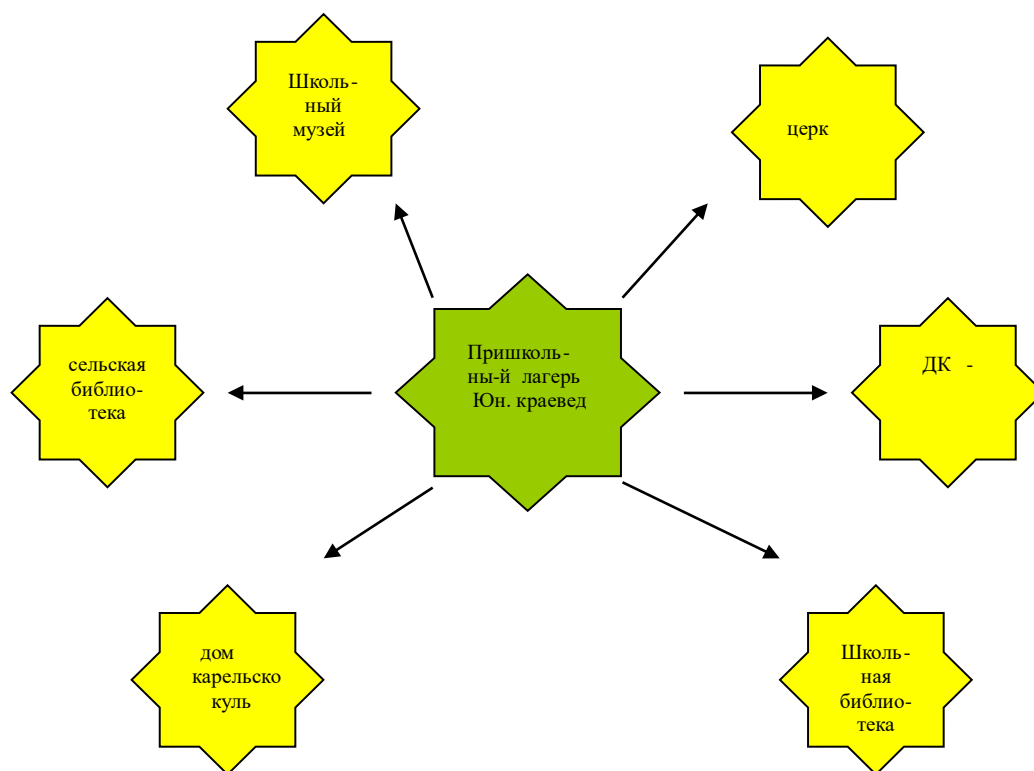 Школь-
ный
музей
церк
сельская
библио-
тека
Пришколь-
ны-й лагерь
Юн. краевед
ДК -
дом
карельско
куль
Школь-
ная
библио-
тека